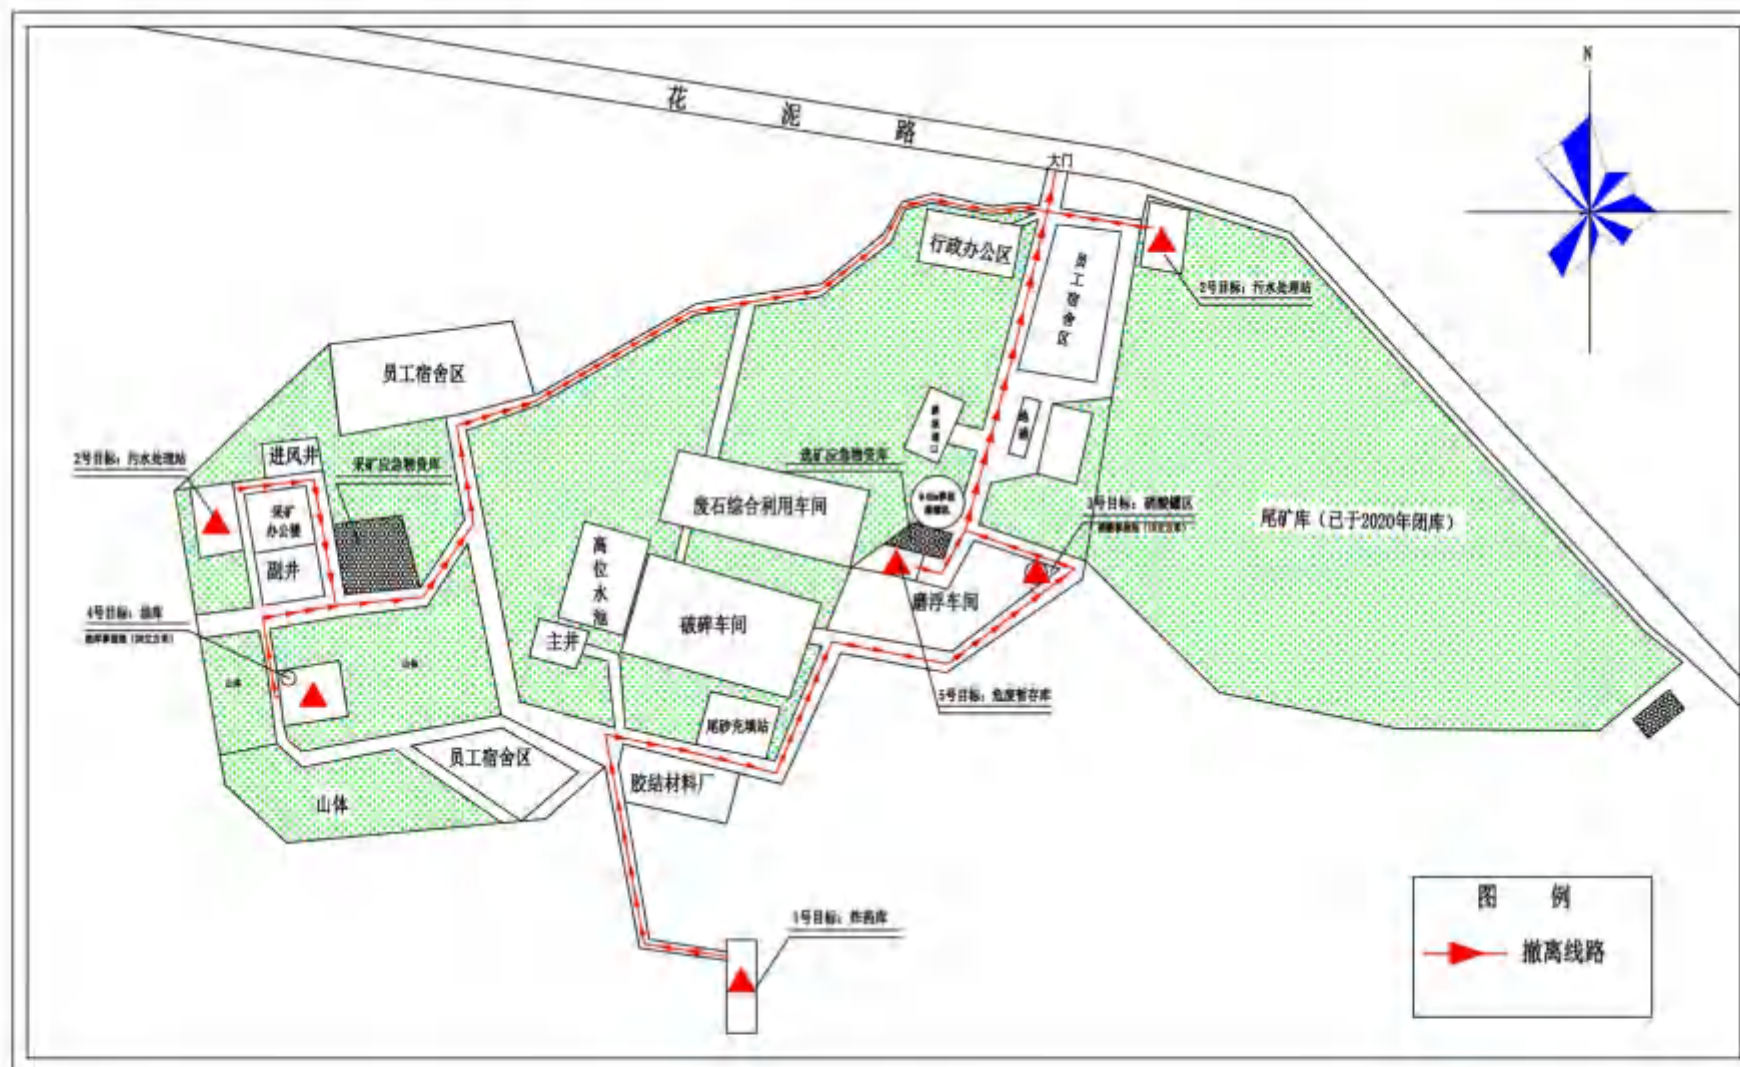 N
花泥路
大门
行政办公区
员工宿舍区
2号目标：污水处理站
员工宿舍区
进风井
2号目标：污水处理站
采矿应急物资库
选矿应急物资库
采矿
办公楼
废石综合利用车间
3号目标：硝酸罐区
尾矿库（已于2020年闭库）
高位水池
副井
4号目标：油库
磨浮车间
破碎车间
主井
山体
山体
5号目标：危废暂存库
尾砂充填站
员工宿舍区
胶结材料厂
山体
1号目标：炸药库
图例
撤离线路